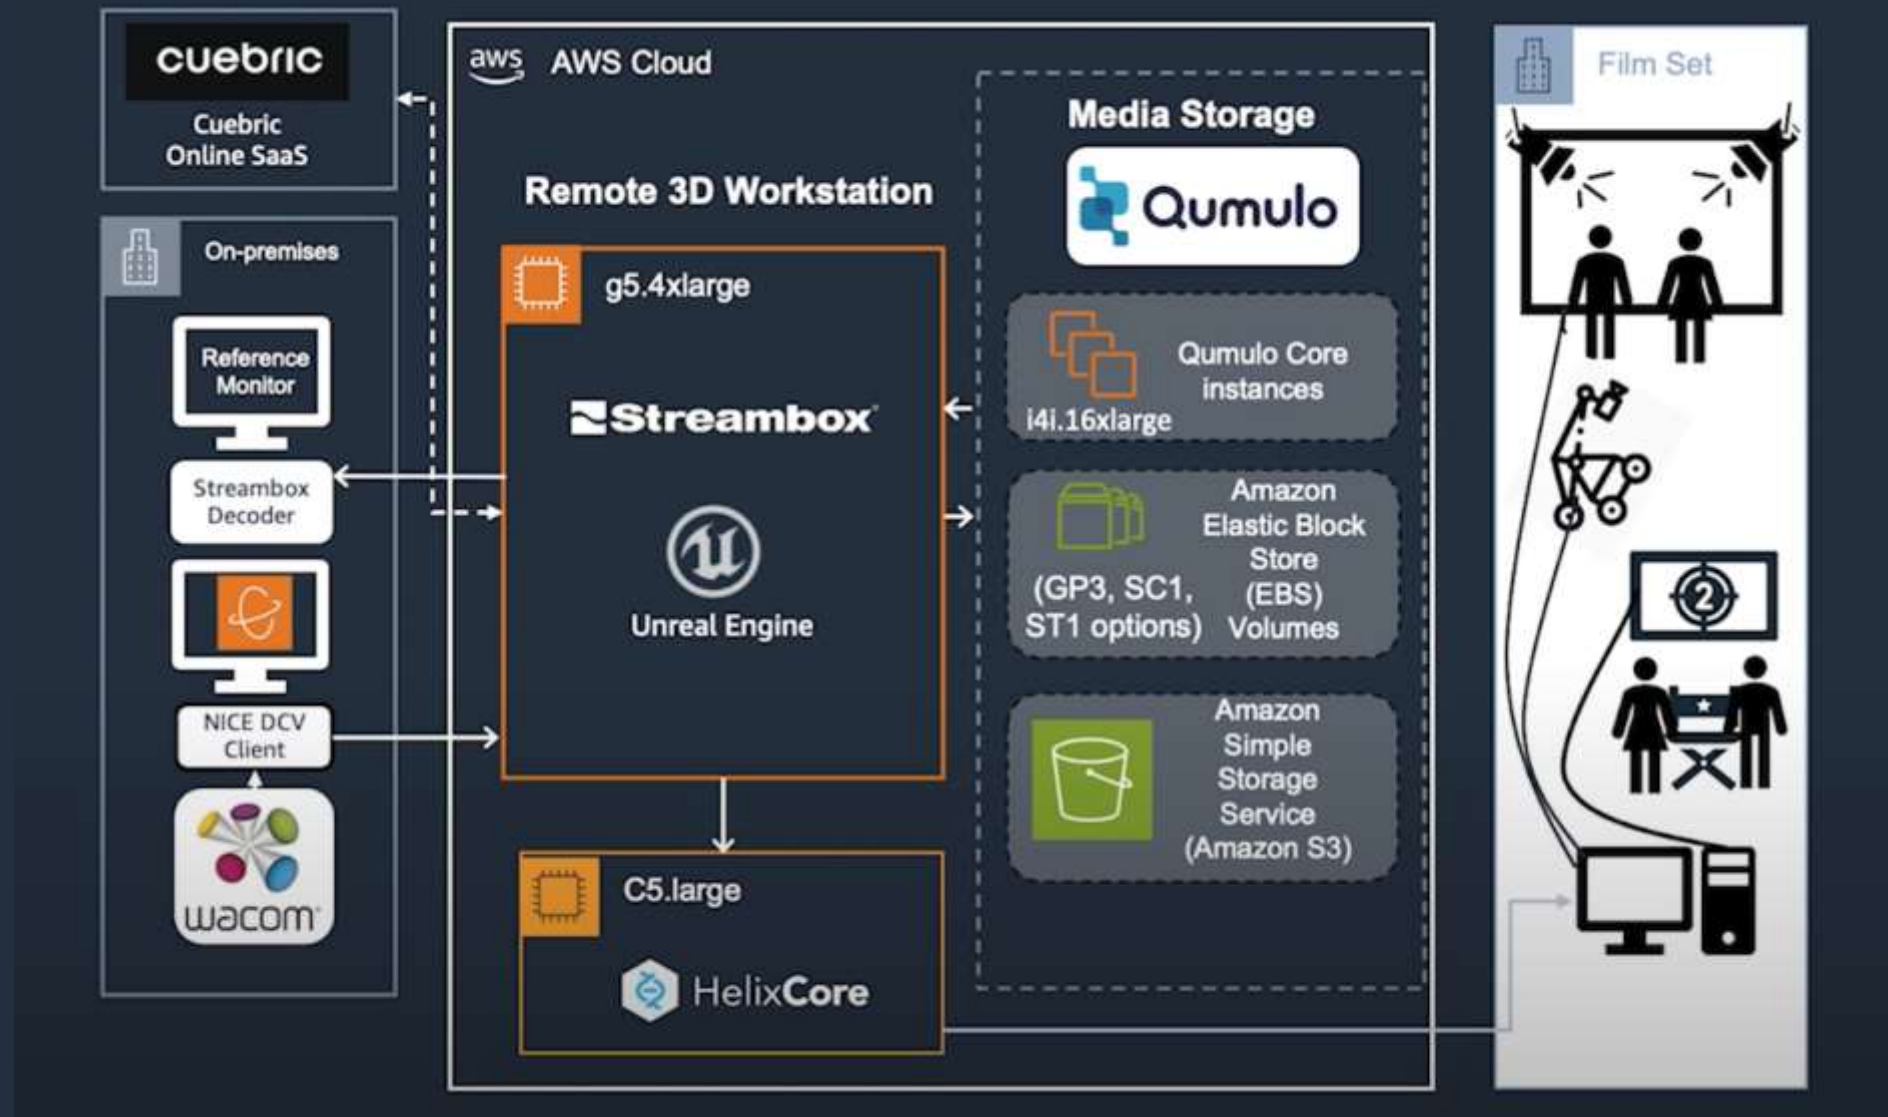 cuebric
Cuebric
Online SaaS
On-premises
Reference
Monitor
Streambox
Decoder
NICE DCV
Client
wacom
aws
AWS Cloud
Remote 3D Workstation
g5.4xlarge
Streambox
Unreal Engine
C5.large
HelixCore
Media Storage
Qumulo
Qumulo Core
instances
i4i.16xlarge
Amazon
Elastic Block
Store
(EBS)
Volumes
(GP3, SC1,
ST1 options)
Amazon
Simple
Storage
Service
(Amazon S3)
Film Set
2